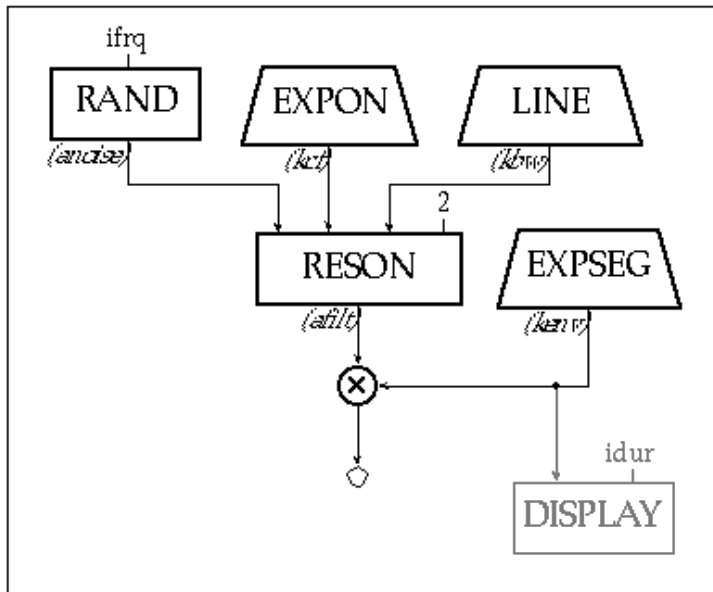 ifrq
RAND EXPON LINE
(anoise) (kcf) (kbw)
2
RESON EXPSEG
(afilt) (kenv)
×
idur
DISPLAY